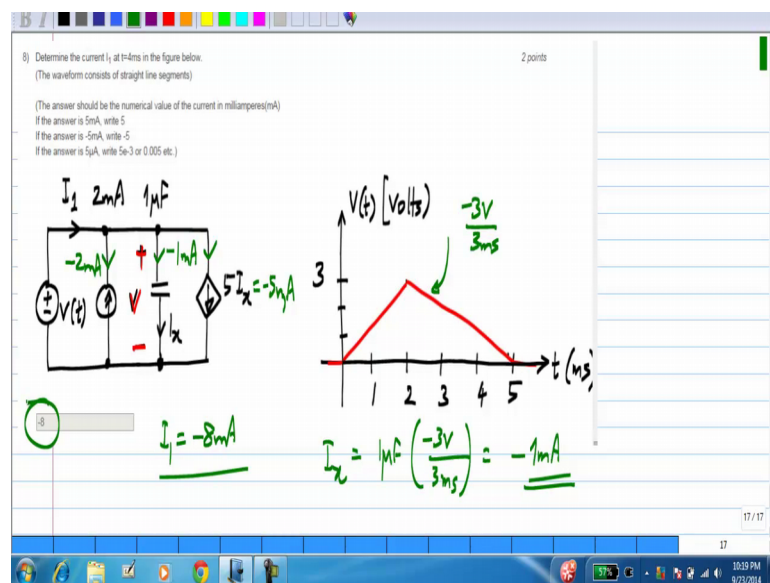 B I
8) Determine the current I₁ at t=4ms in the figure below. 2 points
(The waveform consists of straight line segments)
(The answer should be the numerical value of the current in milliamperes(mA)
If the answer is 5mA, write 5
If the answer is -5mA, write -5
If the answer is 5μA, write 5e-3 or 0.005 etc.)
I₁ 2mA 1μF
-2mA + -1mA
V(t) V 5Iₓ = -5mA
-
Iₓ
V(t) [Volts]
-3V
3ms
3
1 2 3 4 5 t (ms)
-8
I₁ = -8mA
Iₓ = 1μF (-3V/3ms) = -1mA
17/17
17
57%
10:19 PM
9/23/2014